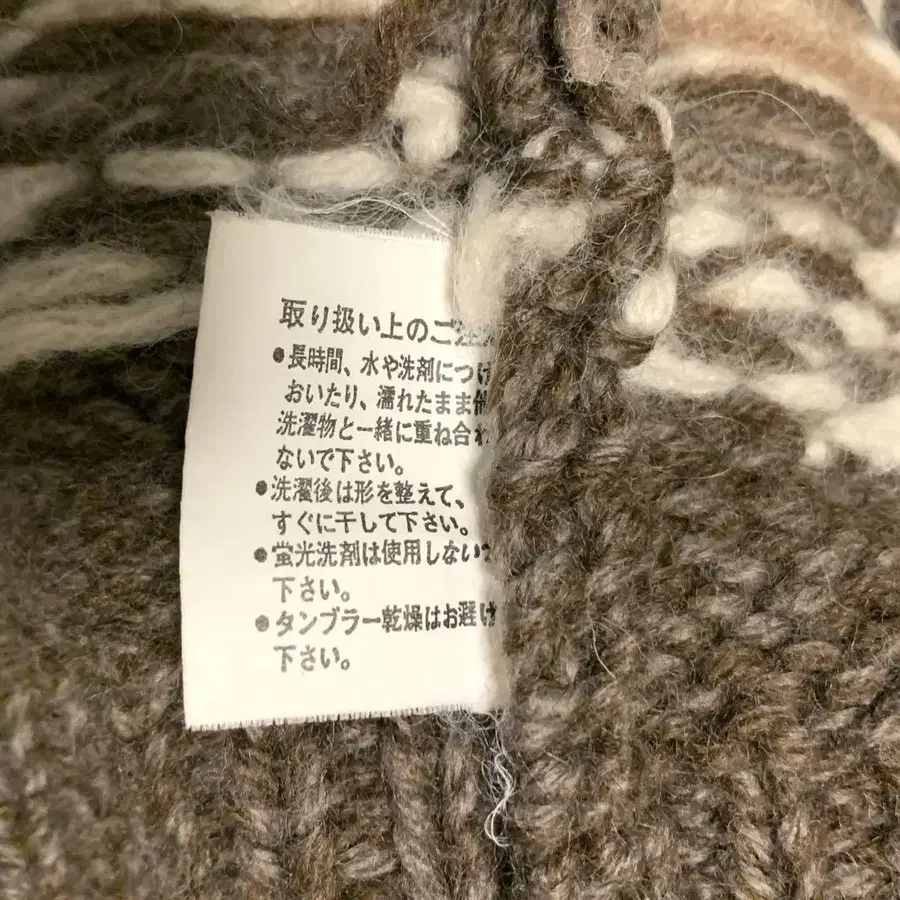 取り扱い上のご注
●長時間、水や洗剤につけ
おいたり、濡れたまま他
洗濯物と一緒に重ね合わ
ないで下さい。
●洗濯後は形を整えて、
すぐに干して下さい。
●蛍光洗剤は使用しないで
下さい。
●タンブラー乾燥はお避け
下さい。